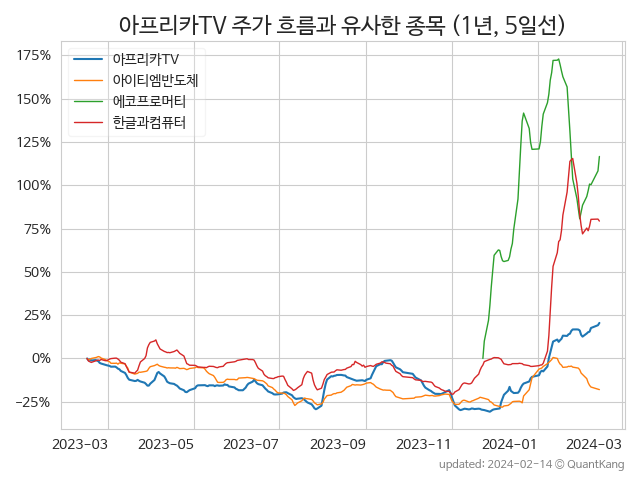 아프리카TV 주가 흐름과 유사한 종목 (1년, 5일선)
아프리카TV
아이티엠반도체
에코프로머티
한글과컴퓨터
175%
150%
125%
100%
75%
50%
25%
0%
−25%
2023-03 2023-05 2023-07 2023-09 2023-11 2024-01 2024-03
updated: 2024-02-14 © QuantKang